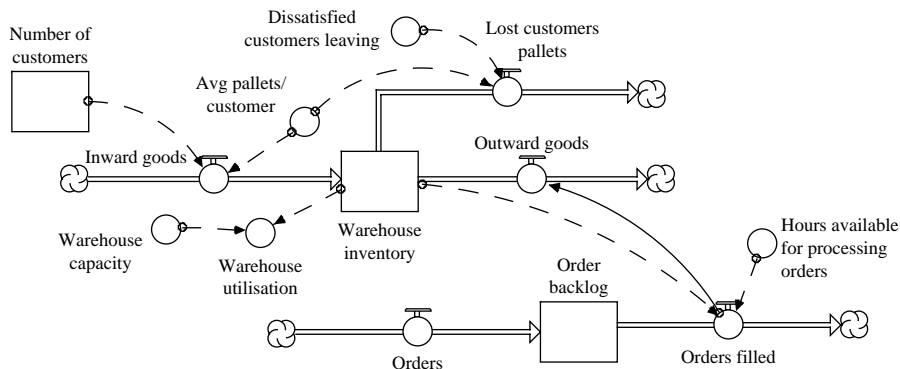 Number of
customers
Dissatisfied
customers leaving
Lost customers
pallets
Avg pallets/
customer
Inward goods
Outward goods
Warehouse
capacity
Warehouse
utilisation
Warehouse
inventory
Hours available
for processing
orders
Order
backlog
Orders
Orders filled